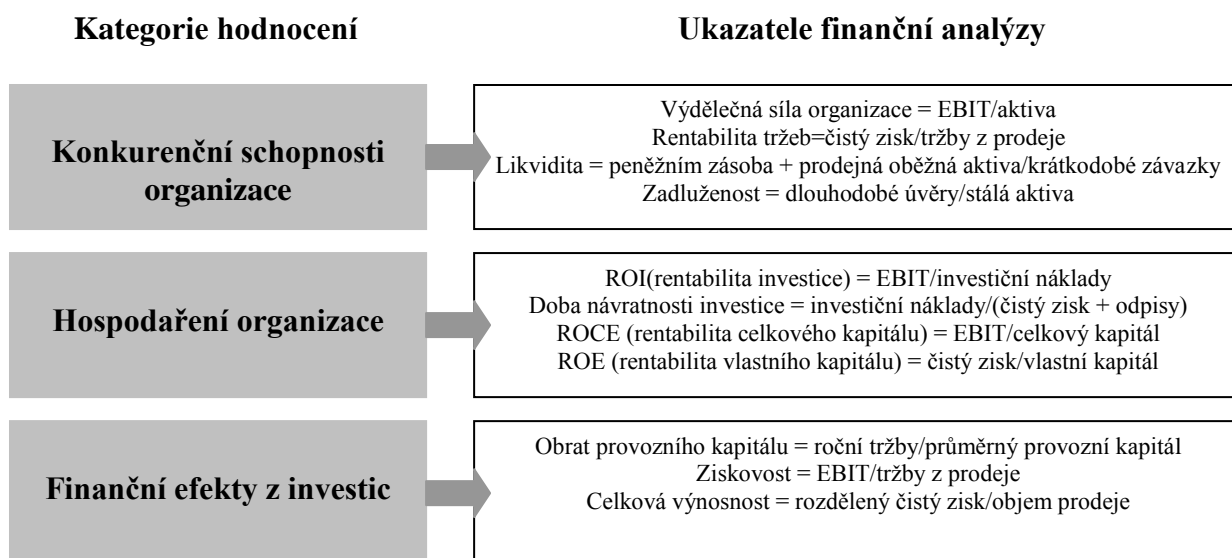 Kategorie hodnocení
Ukazatele finanční analýzy
Konkurenční schopnosti
organizace
Výdělečná síla organizace = EBIT/aktiva
Rentabilita tržeb=čistý zisk/tržby z prodeje
Likvidita = peněžním zásoba + prodejná oběžná aktiva/krátkodobé závazky
Zadluženost = dlouhodobé úvěry/stálá aktiva
Hospodaření organizace
ROI(rentabilita investice) = EBIT/investiční náklady
Doba návratnosti investice = investiční náklady/(čistý zisk + odpisy)
ROCE (rentabilita celkového kapitálu) = EBIT/celkový kapitál
ROE (rentabilita vlastního kapitálu) = čistý zisk/vlastní kapitál
Finanční efekty z investic
Obrat provozního kapitálu = roční tržby/průměrný provozní kapitál
Ziskovost = EBIT/tržby z prodeje
Celková výnosnost = rozdělený čistý zisk/objem prodeje